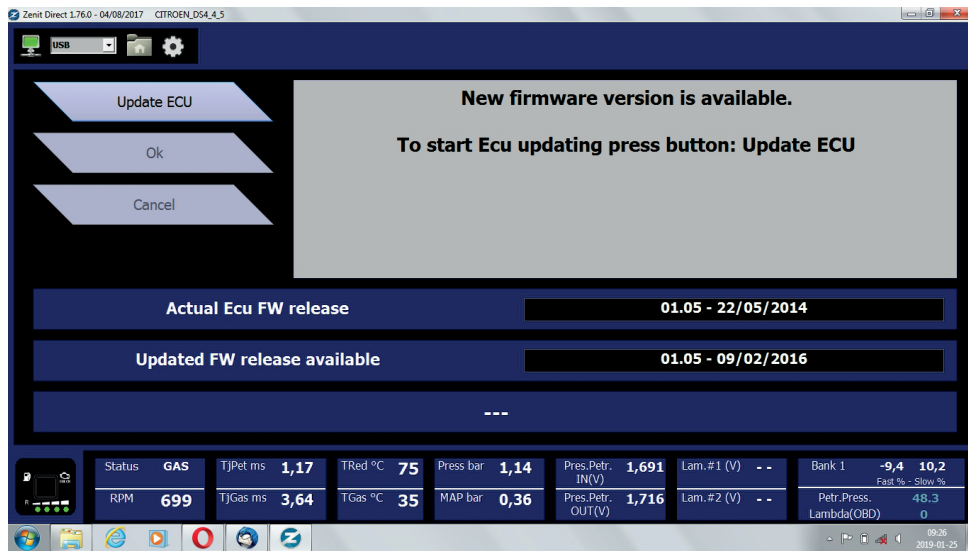 Zenit Direct 1.76.0 - 04/08/2017 CITROEN_DS4_4_5
USB
Update ECU
Ok
Cancel
New firmware version is available.
To start Ecu updating press button: Update ECU
Actual Ecu FW release
01.05 - 22/05/2014
Updated FW release available
01.05 - 09/02/2016
---
Status GAS
TjPet ms 1,17
TRed °C 75
Press bar 1,14
Pres.Petr. IN(V) 1,691
Lam.#1 (V) - -
Bank 1 -9,4 10,2
Fast % - Slow %
RPM 699
TjGas ms 3,64
TGas °C 35
MAP bar 0,36
Pres.Petr. OUT(V) 1,716
Lam.#2 (V) - -
Petr.Press. 48.3
Lambda(OBD) 0
R
09:26
2019-01-25